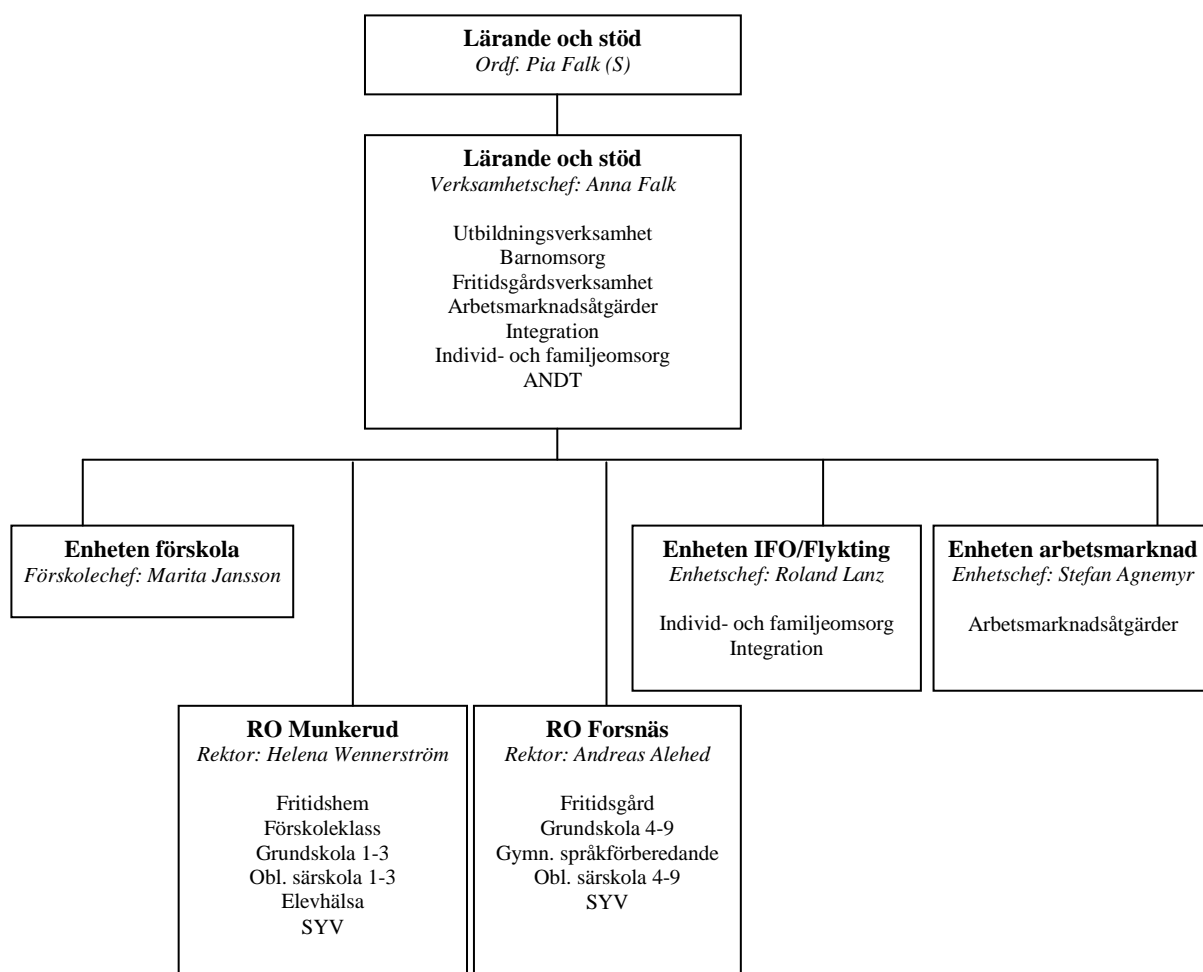 Lärande och stöd
Ordf. Pia Falk (S)
Lärande och stöd
Verksamhetschef: Anna Falk
Utbildningsverksamhet
Barnomsorg
Fritidsgårdsverksamhet
Arbetsmarknadsåtgärder
Integration
Individ- och familjeomsorg
ANDT
Enheten förskola
Förskolechef: Marita Jansson
Enheten IFO/Flykting
Enhetschef: Roland Lanz
Individ- och familjeomsorg
Integration
Enheten arbetsmarknad
Enhetschef: Stefan Agnemyr
Arbetsmarknadsåtgärder
RO Munkerud
Rektor: Helena Wennerström
Fritidshem
Förskoleklass
Grundskola 1-3
Obl. särskola 1-3
Elevhälsa
SYV
RO Forsnäs
Rektor: Andreas Alehed
Fritidsgård
Grundskola 4-9
Gymn. språkförberedande
Obl. särskola 4-9
SYV